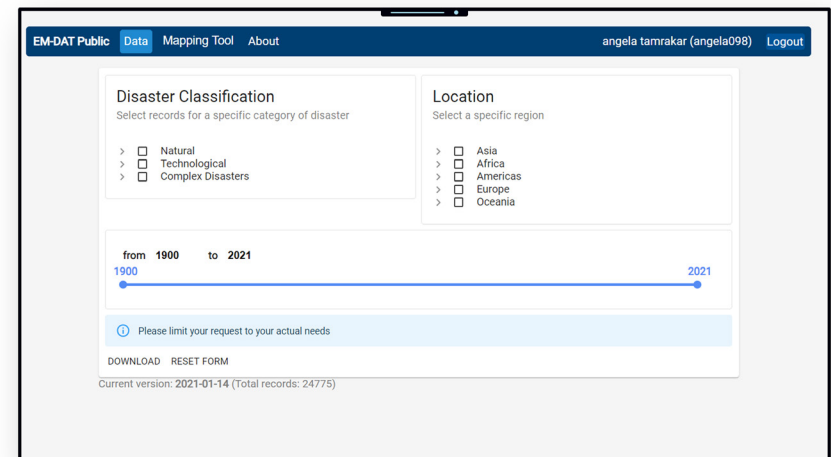 EM-DAT Public Data Mapping Tool About angela tamrakar (angela098) Logout
Disaster Classification
Select records for a specific category of disaster
Natural
Technological
Complex Disasters
Location
Select a specific region
Asia
Africa
Americas
Europe
Oceania
from 1900 to 2021
1900 2021
Please limit your request to your actual needs
DOWNLOAD RESET FORM
Current version: 2021-01-14 (Total records: 24775)